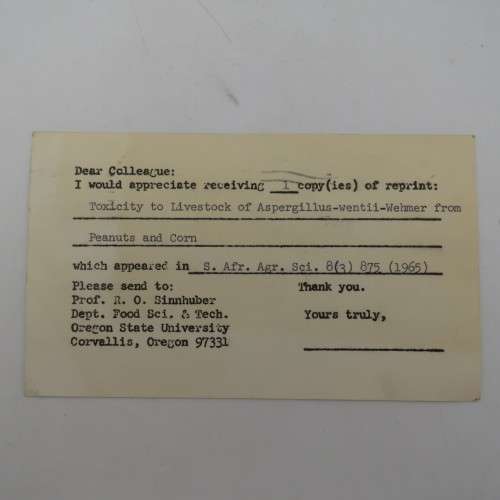 Dear Colleague:
I would appreciate receiving 1 copy(ies) of reprint:
Toxicity to Livestock of Aspergillus-wentii-Wehmer from
Peanuts and Corn
which appeared in S. Afr. Agr. Sci. 8(3) 875 (1965)
Please send to:
Prof. R. O. Sinnhuber
Dept. Food Sci. & Tech.
Oregon State University
Corvallis, Oregon 97331
Thank you.
Yours truly,